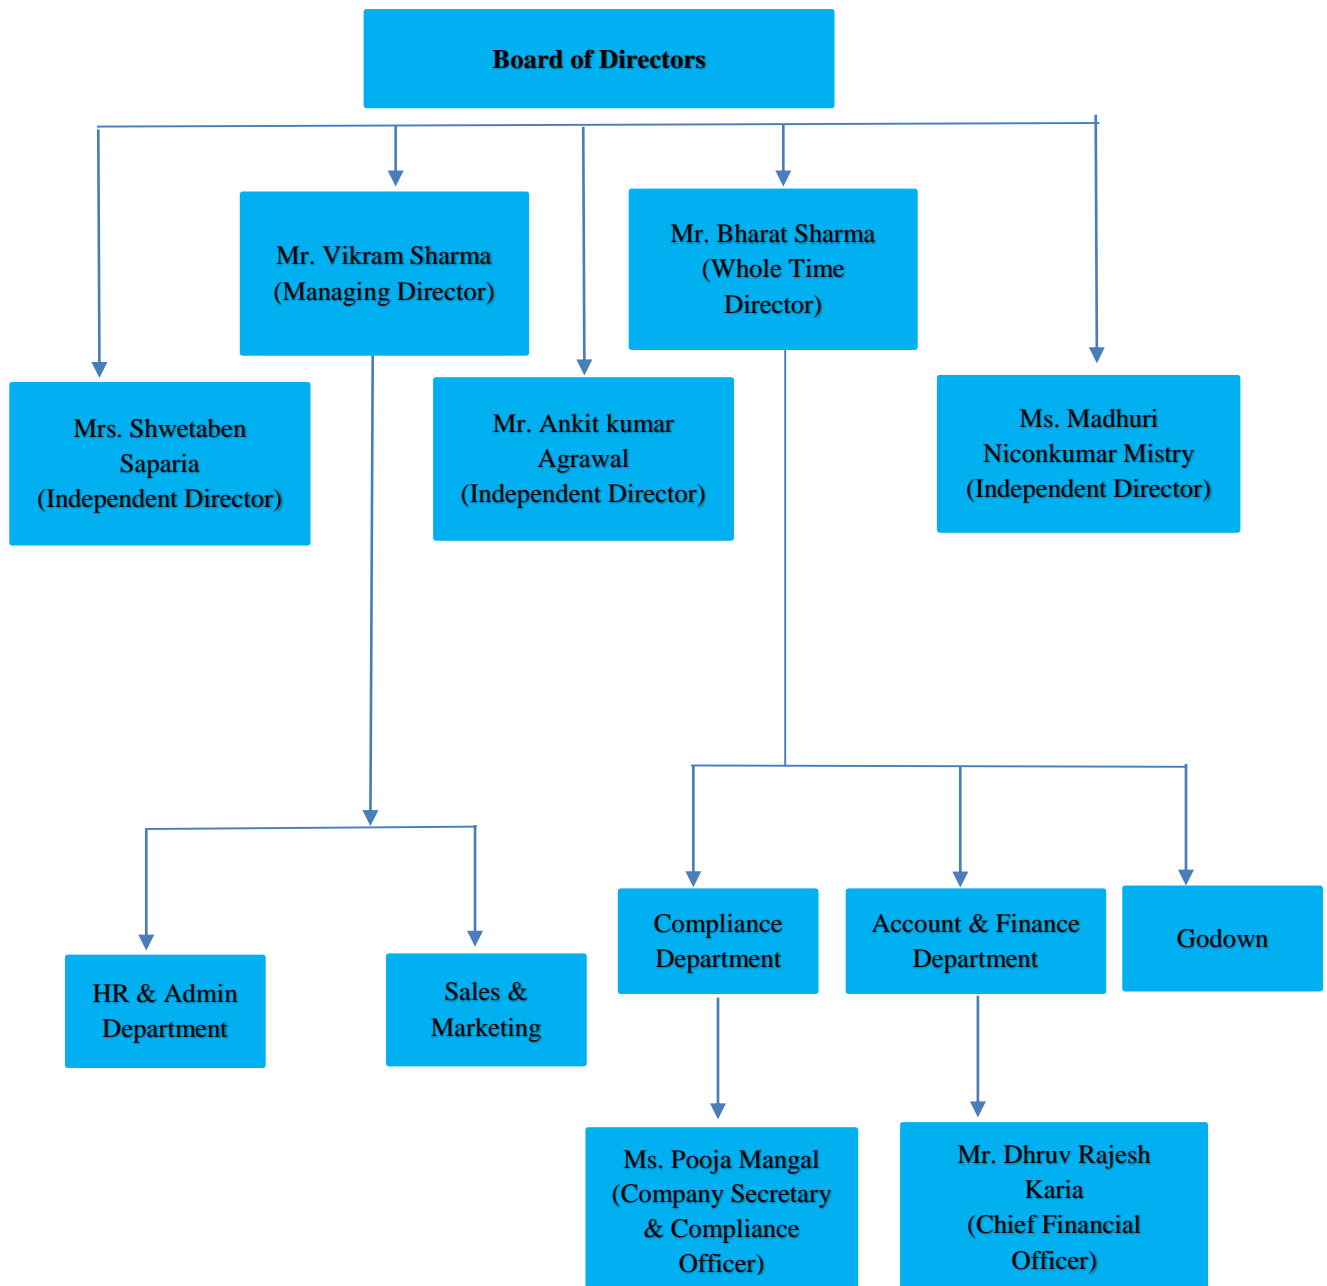 Board of Directors
Mr. Vikram Sharma
(Managing Director)
Mr. Bharat Sharma
(Whole Time
Director)
Mrs. Shwetaben
Saparia
(Independent Director)
Mr. Ankit kumar
Agrawal
(Independent Director)
Ms. Madhuri
Niconkumar Mistry
(Independent Director)
HR & Admin
Department
Sales &
Marketing
Compliance
Department
Account & Finance
Department
Godown
Ms. Pooja Mangal
(Company Secretary
& Compliance
Officer)
Mr. Dhruv Rajesh
Karia
(Chief Financial
Officer)